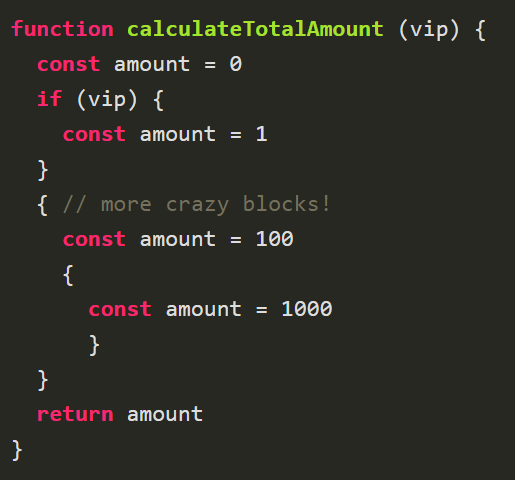 function calculateTotalAmount (vip) {
  const amount = 0
  if (vip) {
    const amount = 1
  }
  { // more crazy blocks!
    const amount = 100
    {
      const amount = 1000
      }
  }
  return amount
}